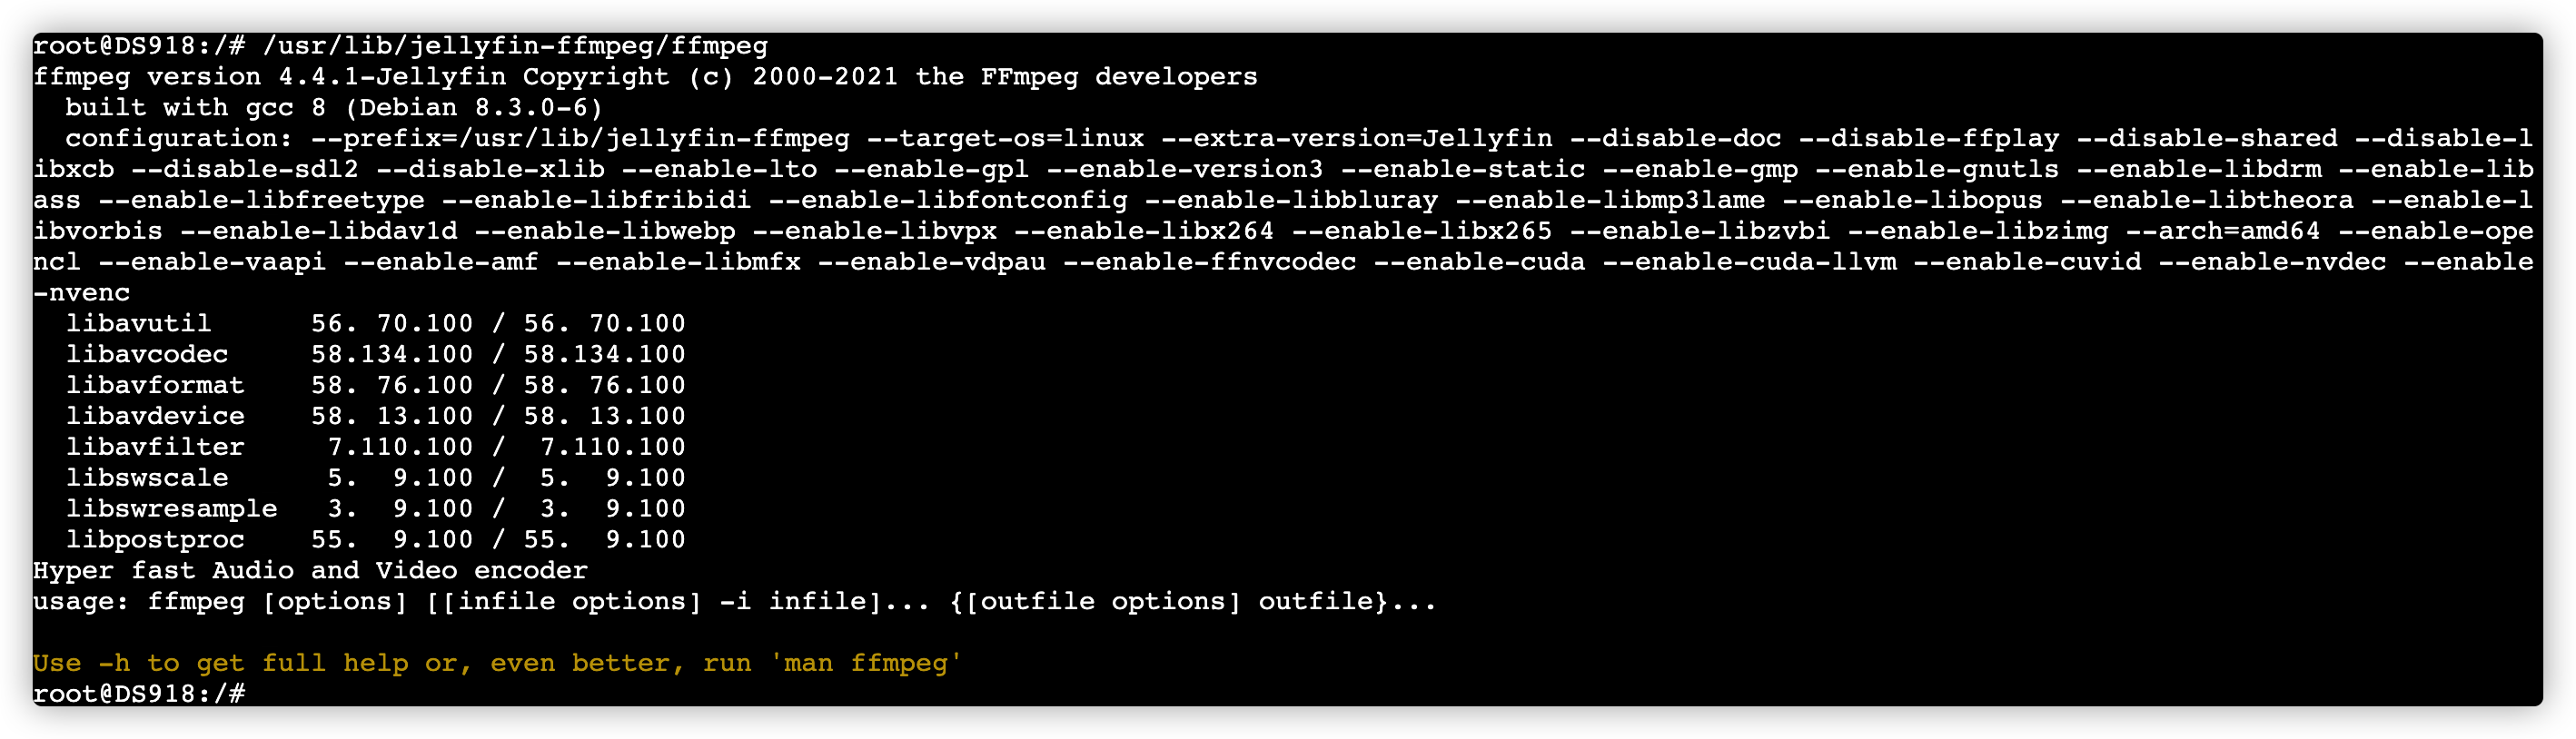 root@DS918:/# /usr/lib/jellyfin-ffmpeg/ffmpeg
ffmpeg version 4.4.1-Jellyfin Copyright (c) 2000-2021 the FFmpeg developers
  built with gcc 8 (Debian 8.3.0-6)
  configuration: --prefix=/usr/lib/jellyfin-ffmpeg --target-os=linux --extra-version=Jellyfin --disable-doc --disable-ffplay --disable-shared --disable-l
ibxcb --disable-sdl2 --disable-xlib --enable-lto --enable-gpl --enable-version3 --enable-static --enable-gmp --enable-gnutls --enable-libdrm --enable-lib
ass --enable-libfreetype --enable-libfribidi --enable-libfontconfig --enable-libbluray --enable-libmp3lame --enable-libopus --enable-libtheora --enable-l
ibvorbis --enable-libdav1d --enable-libwebp --enable-libvpx --enable-libx264 --enable-libx265 --enable-libzvbi --enable-libzimg --arch=amd64 --enable-ope
ncl --enable-vaapi --enable-amf --enable-libmfx --enable-vdpau --enable-ffnvcodec --enable-cuda --enable-cuda-llvm --enable-cuvid --enable-nvdec --enable
-nvenc
  libavutil      56. 70.100 / 56. 70.100
  libavcodec     58.134.100 / 58.134.100
  libavformat    58. 76.100 / 58. 76.100
  libavdevice    58. 13.100 / 58. 13.100
  libavfilter     7.110.100 /  7.110.100
  libswscale      5.  9.100 /  5.  9.100
  libswresample   3.  9.100 /  3.  9.100
  libpostproc    55.  9.100 / 55.  9.100
Hyper fast Audio and Video encoder
usage: ffmpeg [options] [[infile options] -i infile]... {[outfile options] outfile}...

Use -h to get full help or, even better, run 'man ffmpeg'
root@DS918:/#